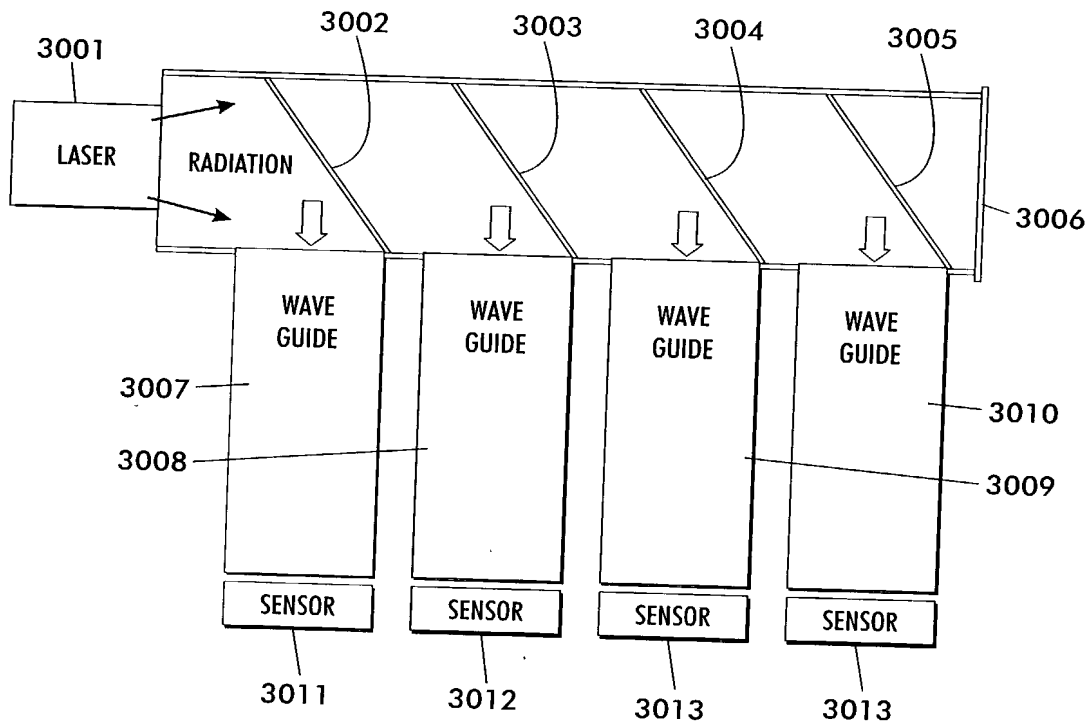 3001
3002
3003
3004
3005
LASER
RADIATION
3006
WAVE
GUIDE
WAVE
GUIDE
WAVE
GUIDE
WAVE
GUIDE
3007
3008
3010
3009
SENSOR
SENSOR
SENSOR
SENSOR
3011
3012
3013
3013